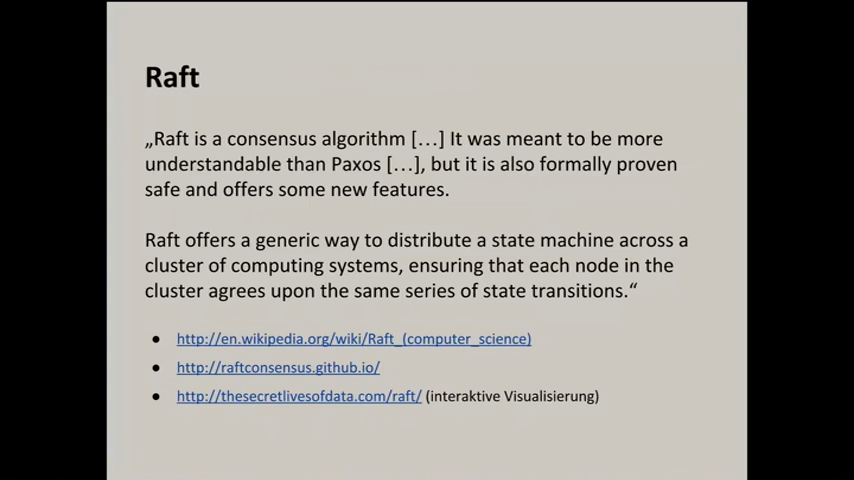 Raft
„Raft is a consensus algorithm […] It was meant to be more
understandable than Paxos […], but it is also formally proven
safe and offers some new features.
Raft offers a generic way to distribute a state machine across a
cluster of computing systems, ensuring that each node in the
cluster agrees upon the same series of state transitions.“
● http://en.wikipedia.org/wiki/Raft_(computer_science)
● http://raftconsensus.github.io/
● http://thesecretlivesofdata.com/raft/ (interaktive Visualisierung)